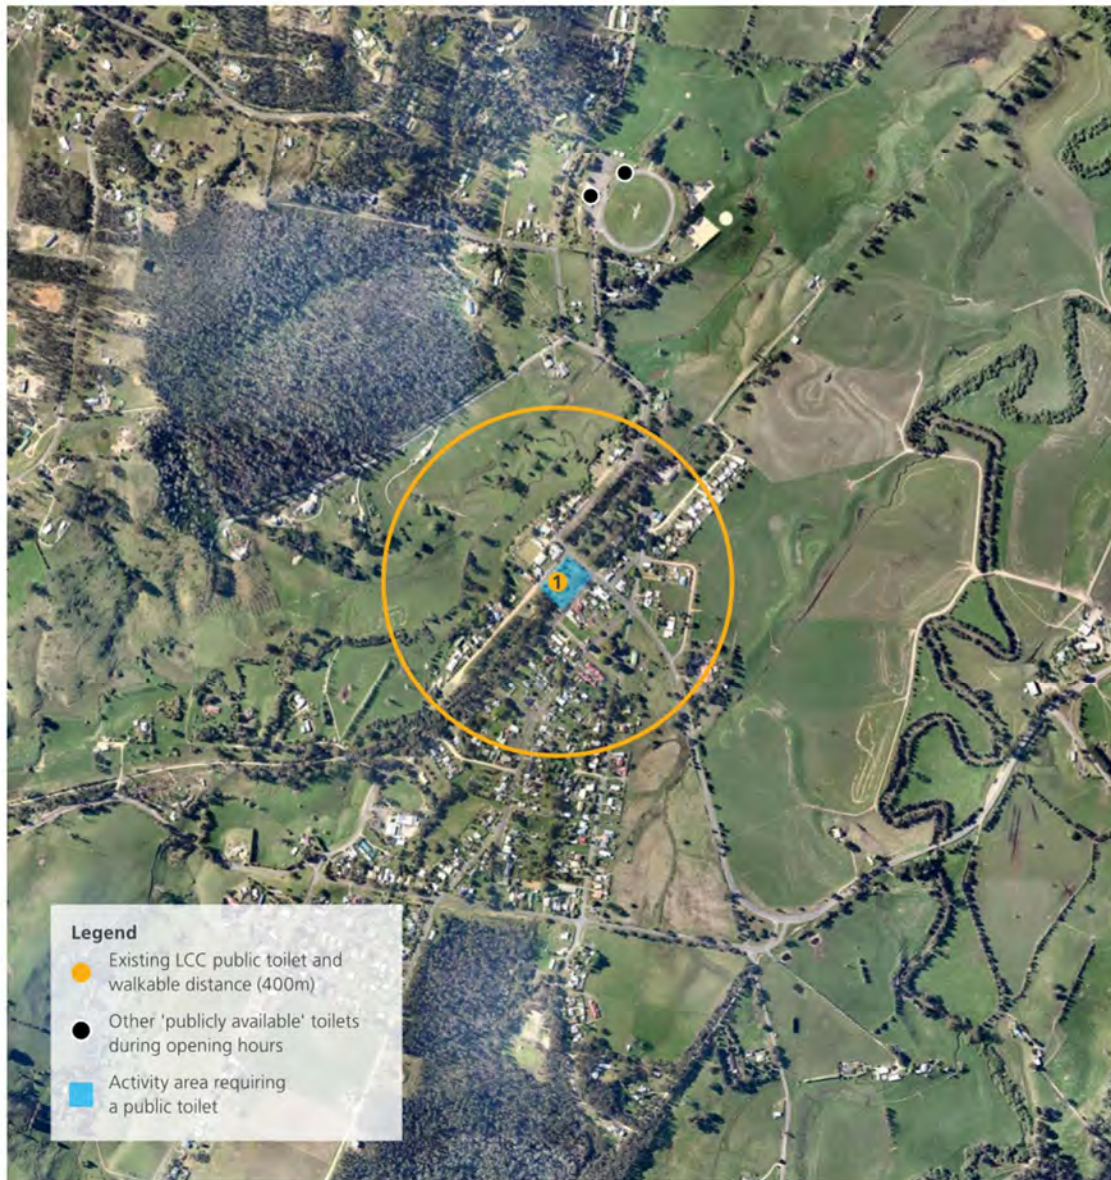 1
Legend
Existing LCC public toilet and
walkable distance (400m)
Other 'publicly available' toilets
during opening hours
Activity area requiring
a public toilet